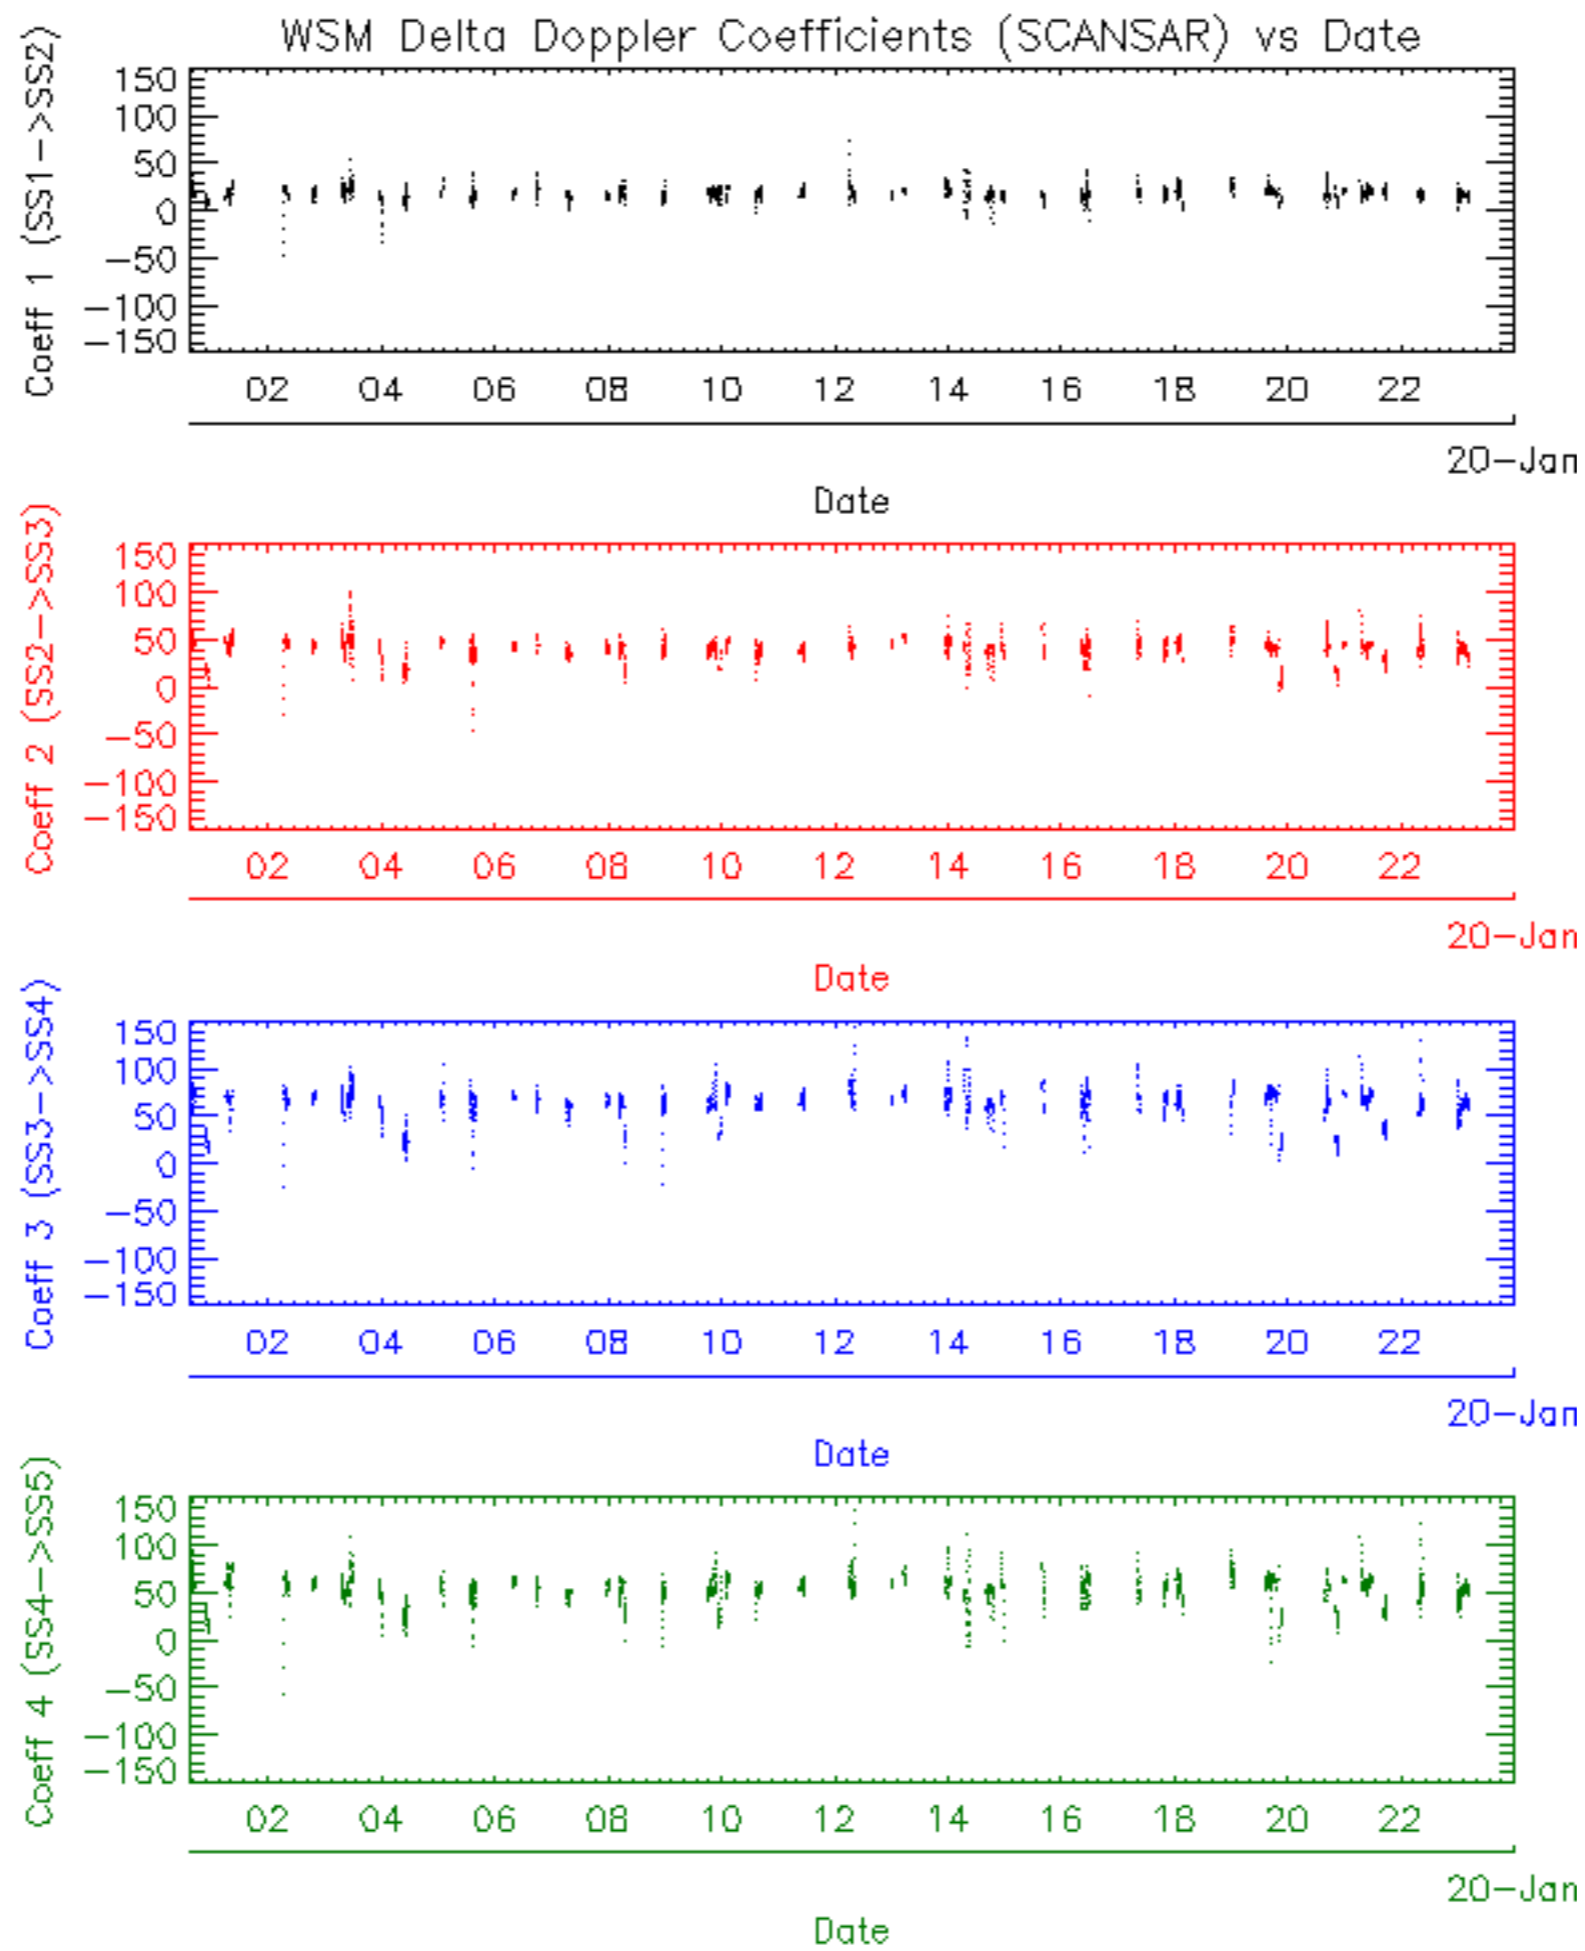 WSM Delta Doppler Coefficients (SCANSAR) vs Date
Coeff 1 (SS1->SS2)
150
100
50
0
-50
-100
-150
02 04 06 08 10 12 14 16 18 20 22
20-Jan
Date
Coeff 2 (SS2->SS3)
150
100
50
0
-50
-100
-150
02 04 06 08 10 12 14 16 18 20 22
20-Jan
Date
Coeff 3 (SS3->SS4)
150
100
50
0
-50
-100
-150
02 04 06 08 10 12 14 16 18 20 22
20-Jan
Date
Coeff 4 (SS4->SS5)
150
100
50
0
-50
-100
-150
02 04 06 08 10 12 14 16 18 20 22
20-Jan
Date